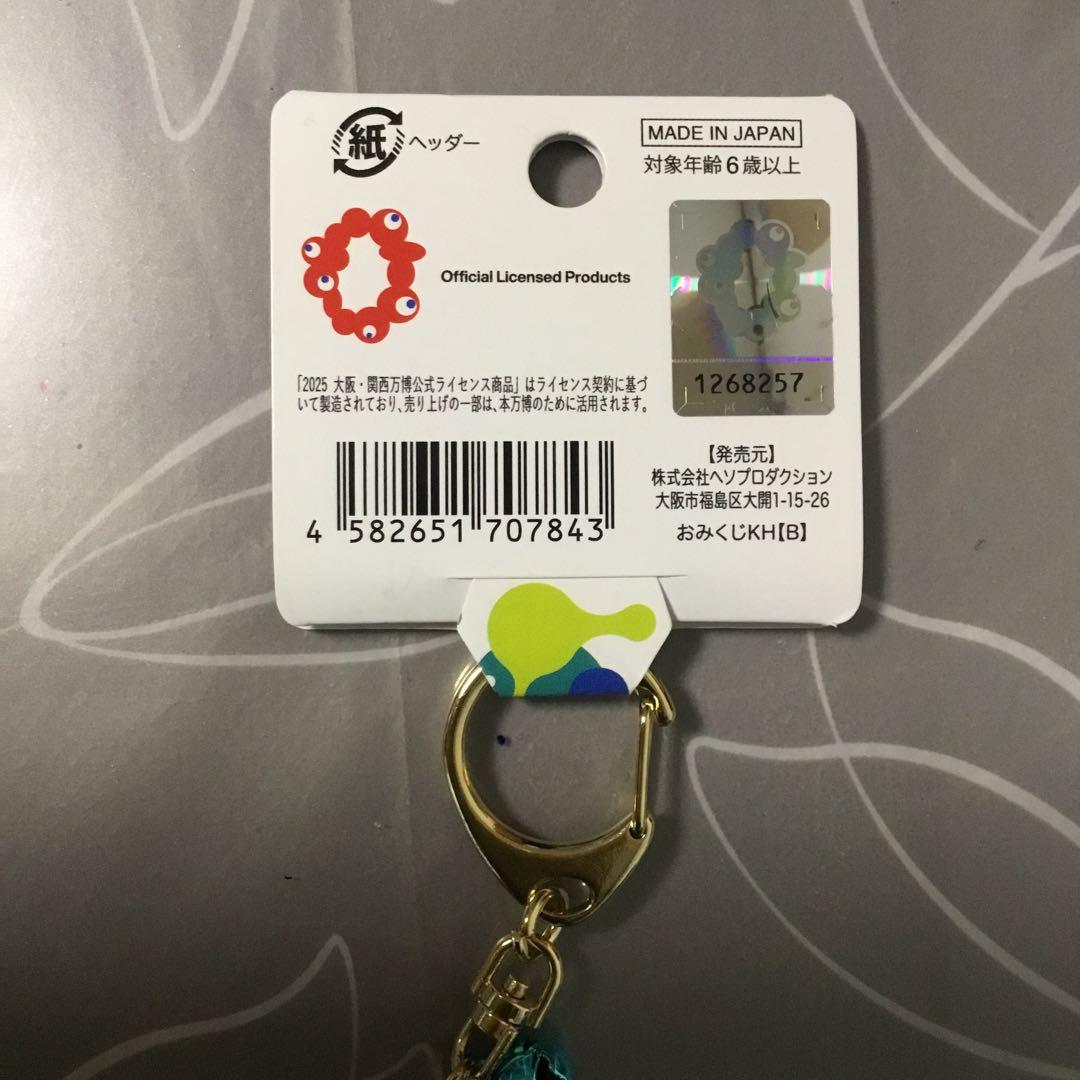 紙 ヘッダー
MADE IN JAPAN
対象年齢6歳以上
Official Licensed Products
1268257
「2025 大阪・関西万博公式ライセンス商品」はライセンス契約に基づ
いて製造されており、売り上げの一部は、本万博のために活用されます。
4 582651 707843
【発売元】
株式会社ヘソプロダクション
大阪市福島区大開1-15-26
おみくじKH【B】